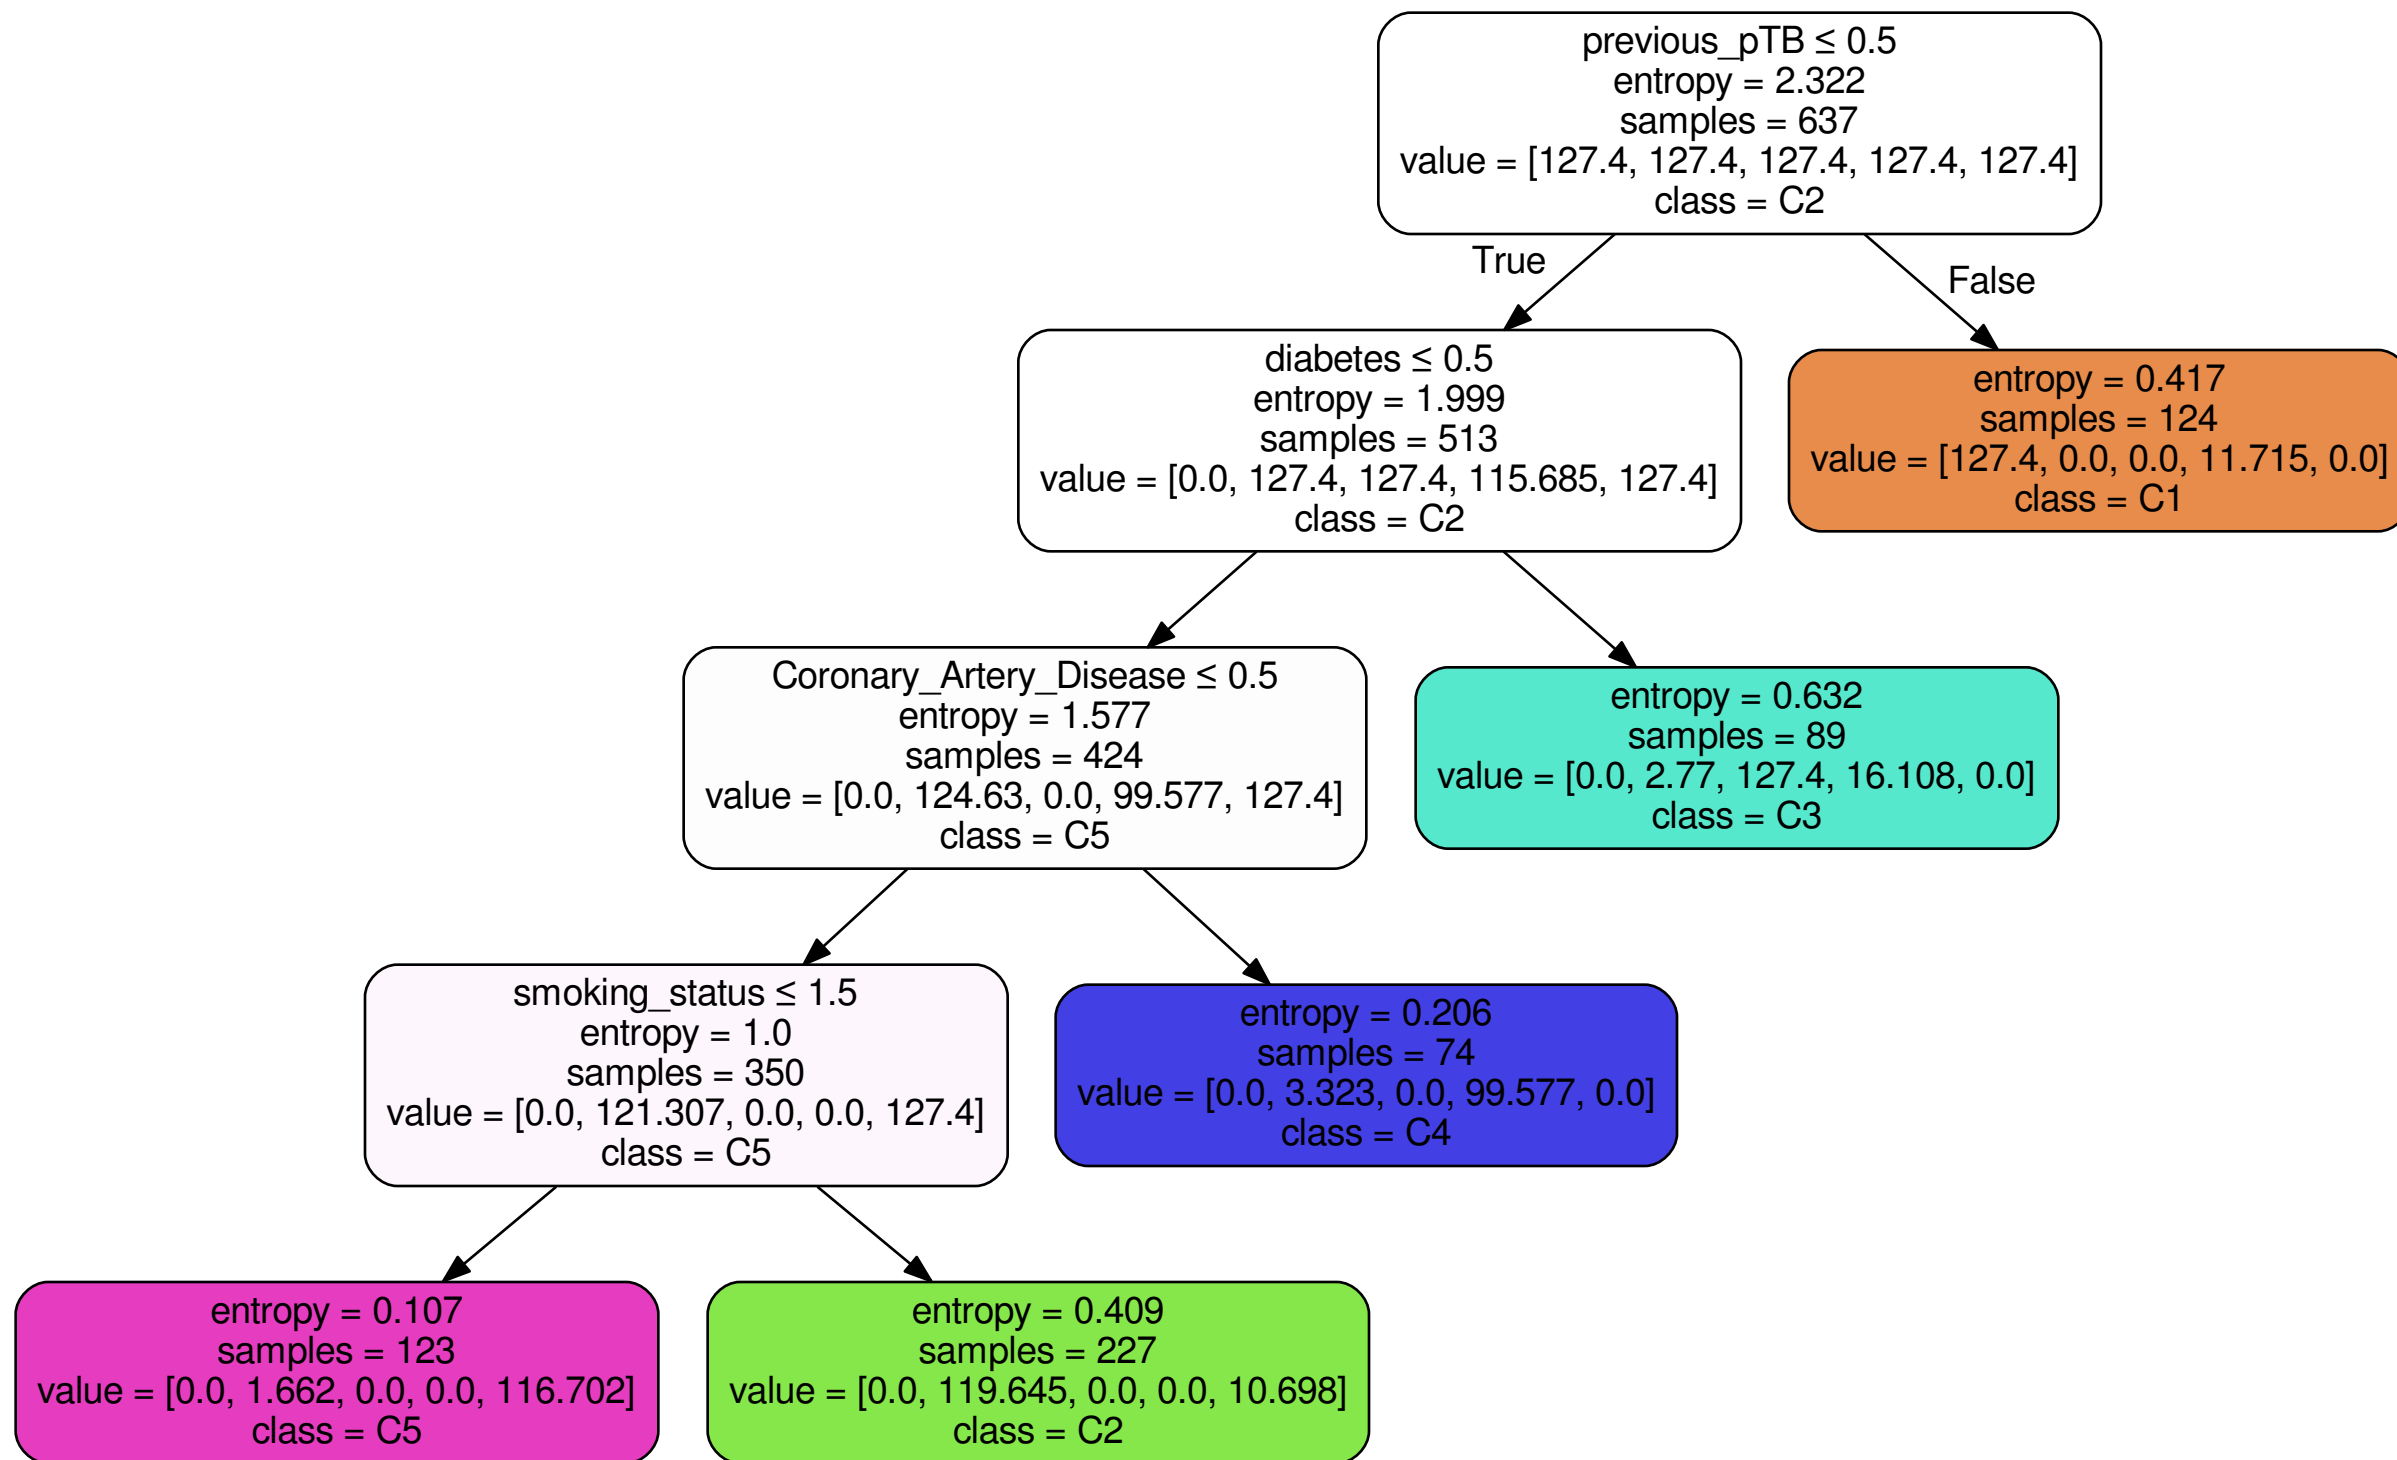 previous_pTB ≤ 0.5
entropy = 2.322
samples = 637
value = [127.4, 127.4, 127.4, 127.4, 127.4]
class = C2
True
False
diabetes ≤ 0.5
entropy = 1.999
samples = 513
value = [0.0, 127.4, 127.4, 115.685, 127.4]
class = C2
entropy = 0.417
samples = 124
value = [127.4, 0.0, 0.0, 11.715, 0.0]
class = C1
Coronary_Artery_Disease ≤ 0.5
entropy = 1.577
samples = 424
value = [0.0, 124.63, 0.0, 99.577, 127.4]
class = C5
entropy = 0.632
samples = 89
value = [0.0, 2.77, 127.4, 16.108, 0.0]
class = C3
smoking_status ≤ 1.5
entropy = 1.0
samples = 350
value = [0.0, 121.307, 0.0, 0.0, 127.4]
class = C5
entropy = 0.206
samples = 74
value = [0.0, 3.323, 0.0, 99.577, 0.0]
class = C4
entropy = 0.107
samples = 123
value = [0.0, 1.662, 0.0, 0.0, 116.702]
class = C5
entropy = 0.409
samples = 227
value = [0.0, 119.645, 0.0, 0.0, 10.698]
class = C2